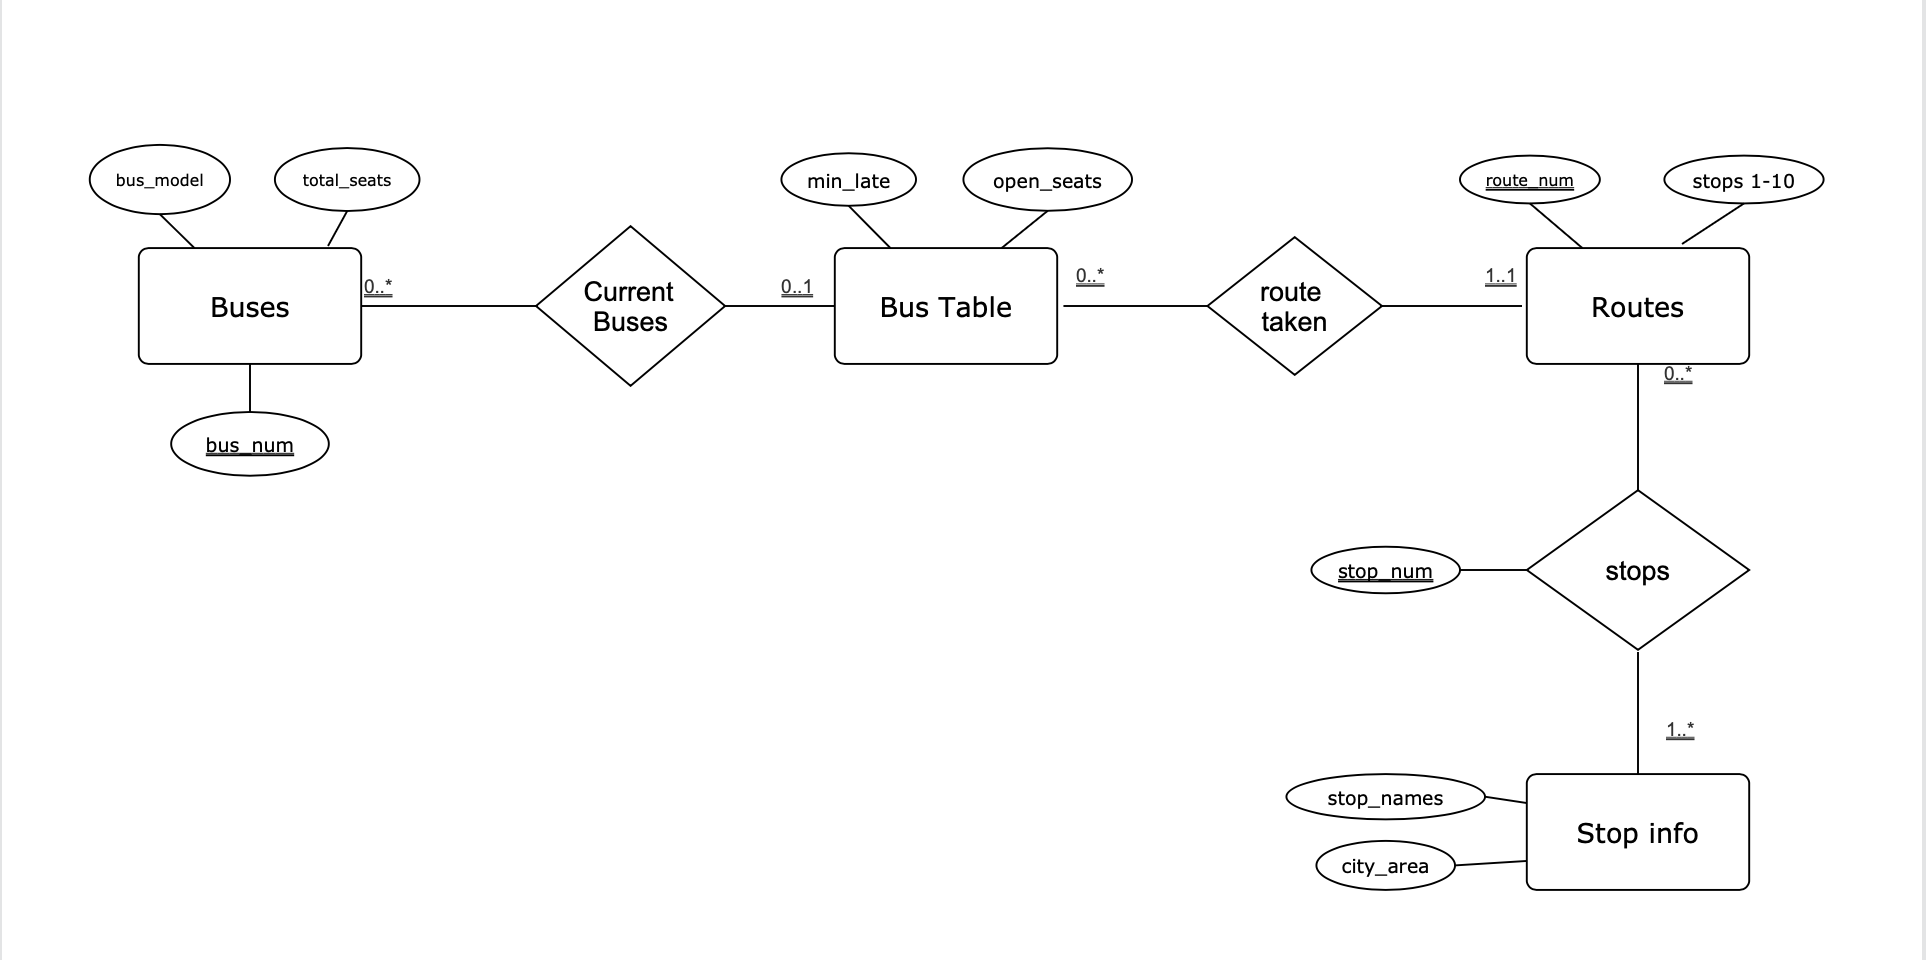 bus_model
total_seats
min_late
open_seats
route_num
stops 1-10
Buses
0..*
Current
Buses
0..1
Bus Table
0..*
route
taken
1..1
Routes
0..*
bus_num
stop_num
stops
1..*
stop_names
Stop info
city_area